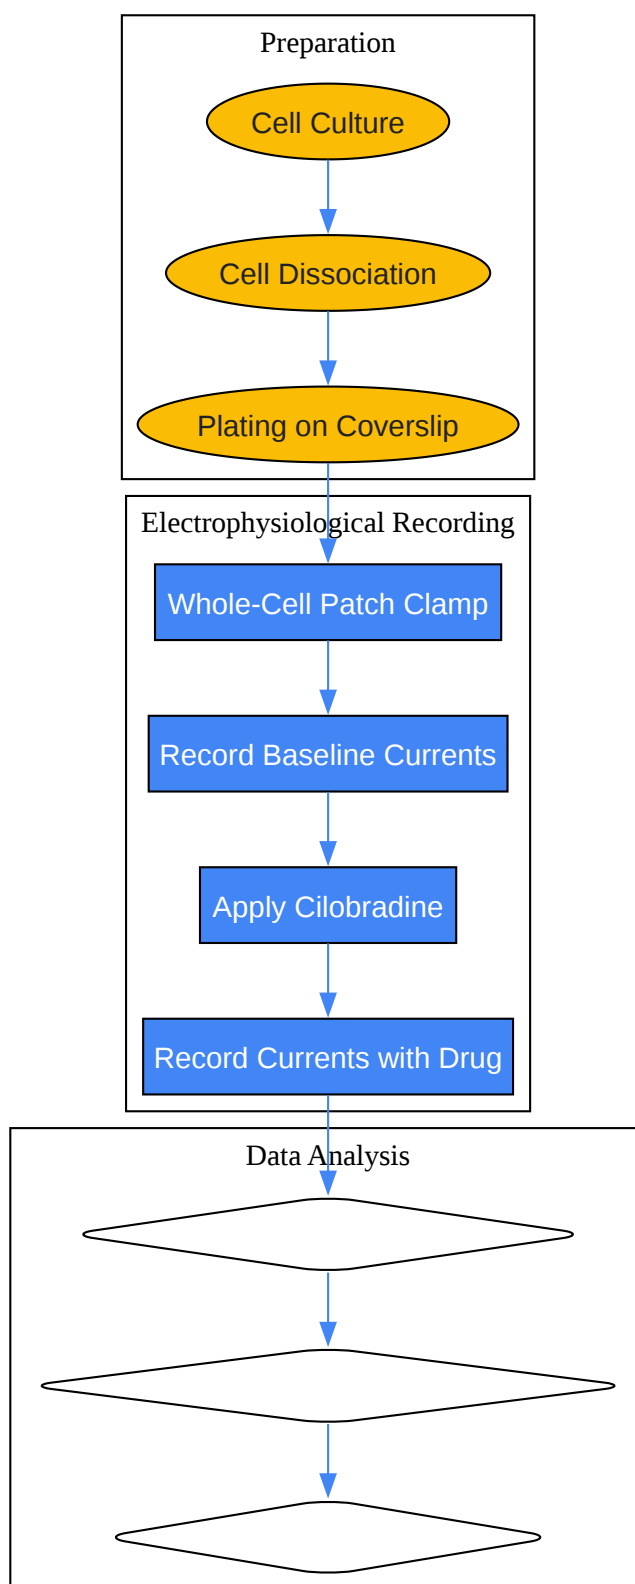 Preparation
Cell Culture
Cell Dissociation
Plating on Coverslip
Electrophysiological Recording
Whole-Cell Patch Clamp
Record Baseline Currents
Apply Cilobradine
Record Currents with Drug
Data Analysis